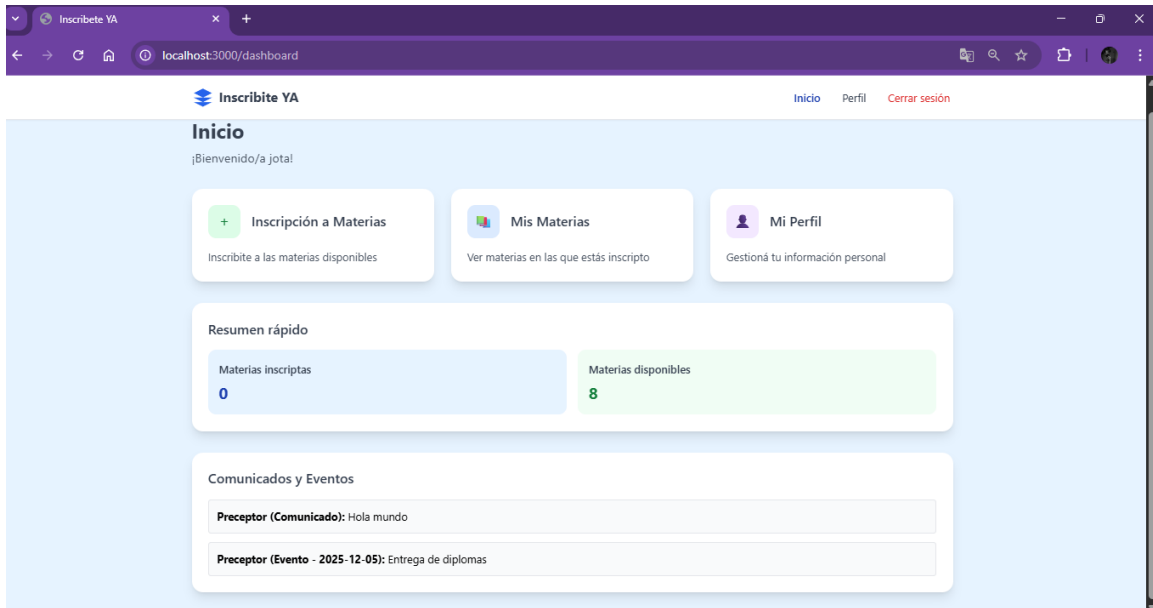 Inscribete YA
localhost:3000/dashboard
Inscribite YA
Inicio Perfil Cerrar sesión
Inicio
¡Bienvenido/a jota!
Inscripción a Materias
Inscribite a las materias disponibles
Mis Materias
Ver materias en las que estás inscripto
Mi Perfil
Gestioná tu información personal
Resumen rápido
Materias inscriptas
0
Materias disponibles
8
Comunicados y Eventos
Preceptor (Comunicado): Hola mundo
Preceptor (Evento - 2025-12-05): Entrega de diplomas